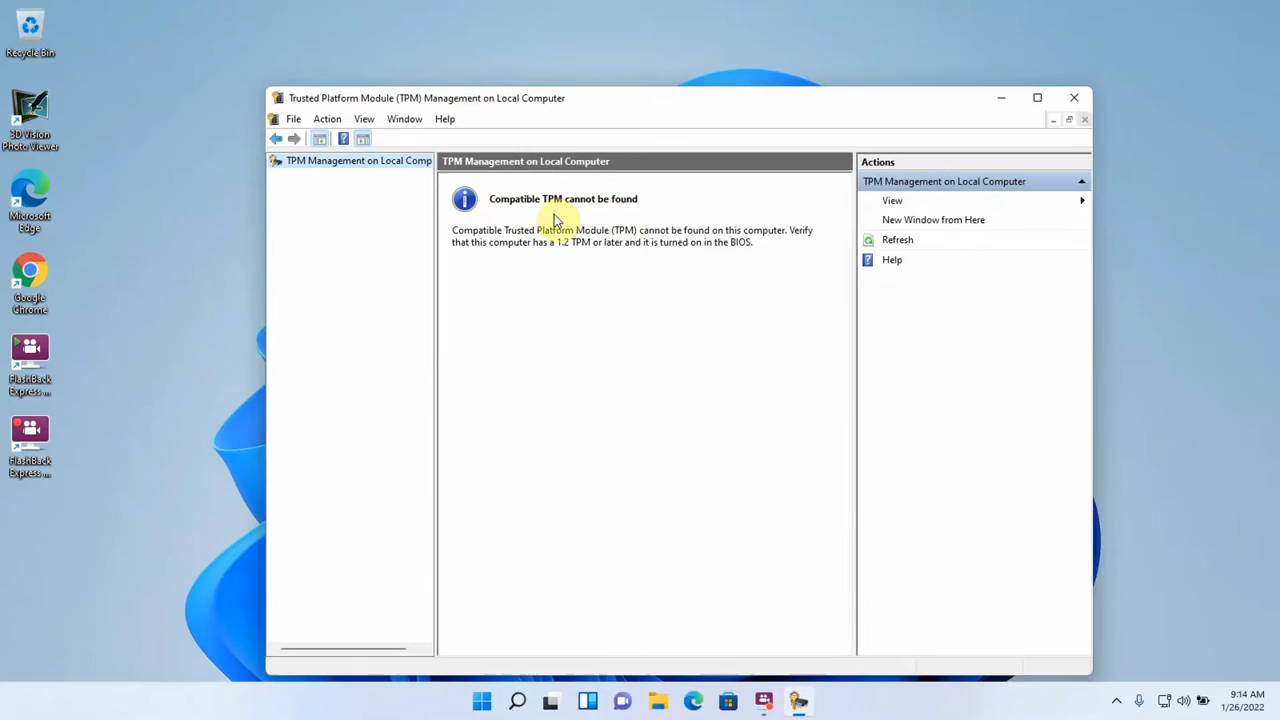 Recycle Bin
3D Vision
Photo Viewer
Microsoft
Edge
Google
Chrome
FlashBack
Express ...
FlashBack
Express ...
Trusted Platform Module (TPM) Management on Local Computer
File Action View Window Help
TPM Management on Local Comp
TPM Management on Local Computer
Compatible TPM cannot be found
Compatible Trusted Platform Module (TPM) cannot be found on this computer. Verify
that this computer has a 1.2 TPM or later and it is turned on in the BIOS.
Actions
TPM Management on Local Computer
View
New Window from Here
Refresh
Help
9:14 AM
1/26/2022